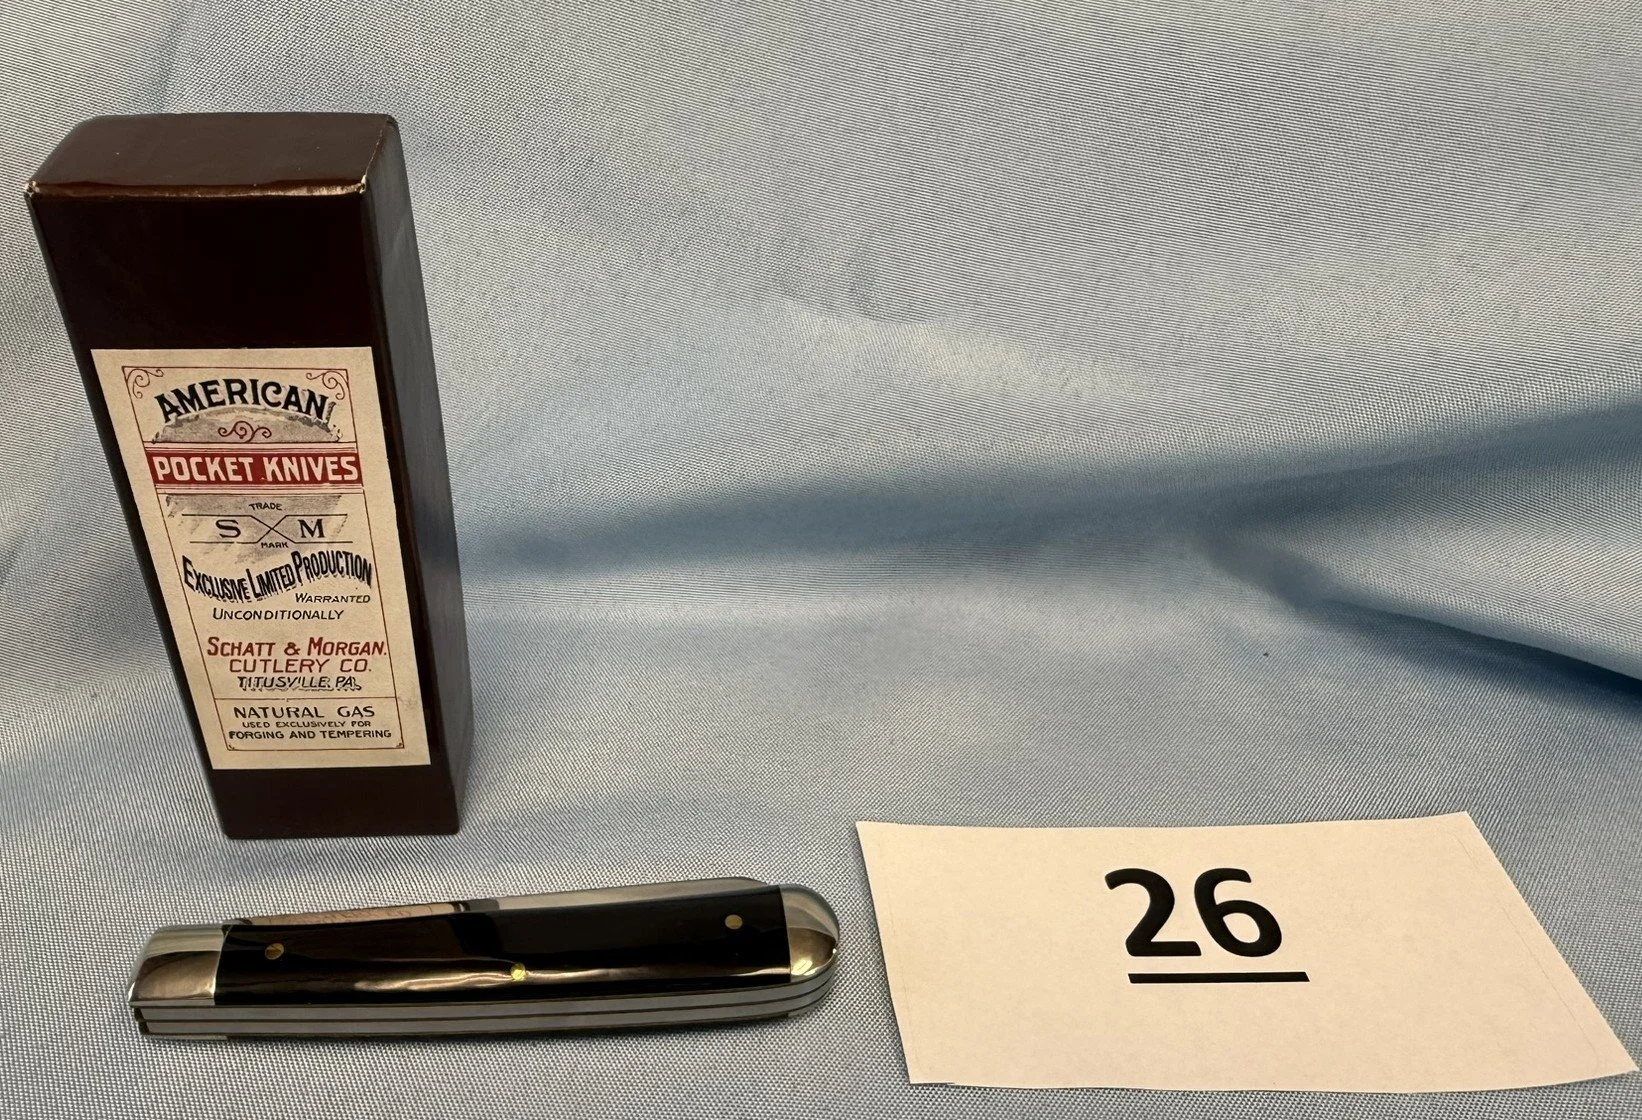 AMERICAN
POCKET KNIVES
TRADE
S M
MARK
EXCLUSIVE LIMITED PRODUCTION
WARRANTED
UNCONDITIONALLY
SCHATT & MORGAN.
CUTLERY CO.
TITUSVILLE, PA.
NATURAL GAS
USED EXCLUSIVELY FOR
FORGING AND TEMPERING
26